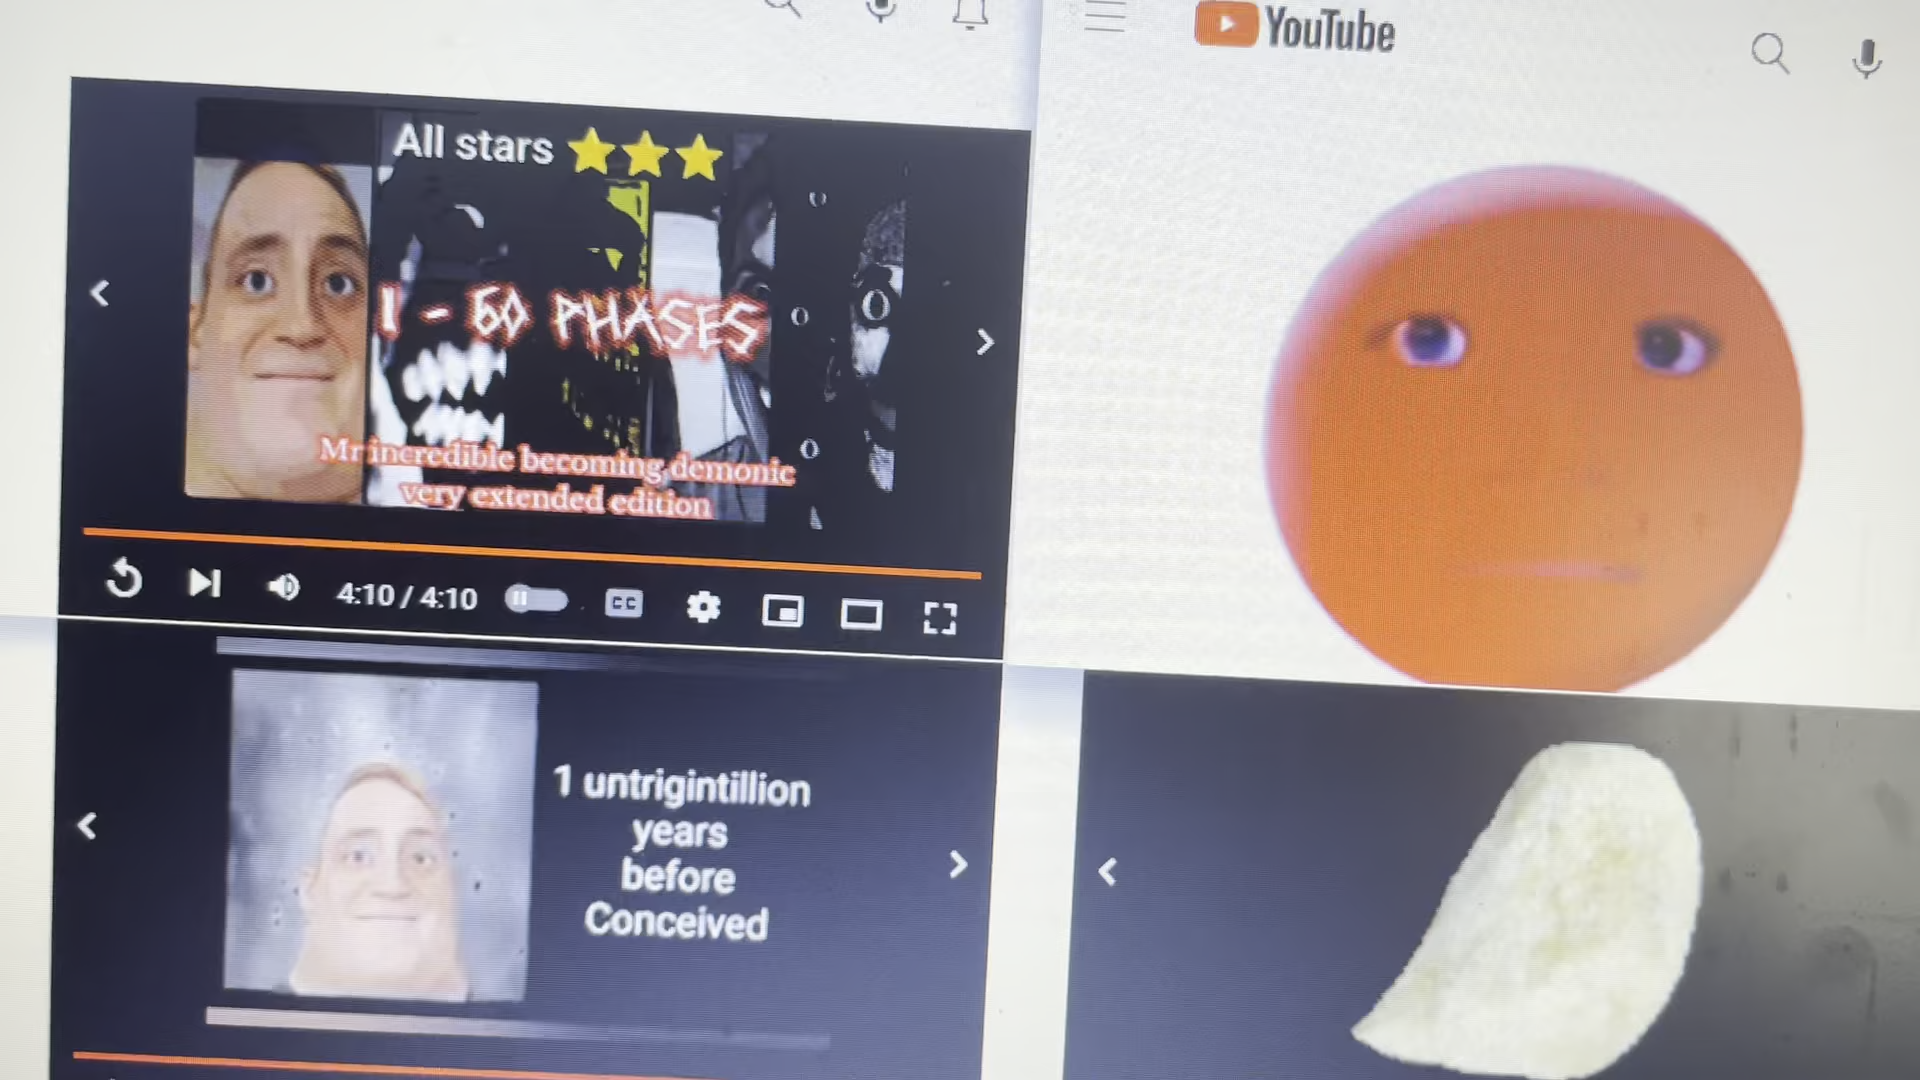 YouTube
All stars
1 - 60 PHASES
Mr incredible becoming demonic
very extended edition
4:10 / 4:10
CC
1 untrigintillion
years
before
Conceived